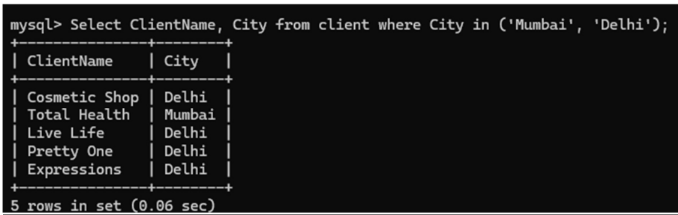 mysql> Select ClientName, City from client where City in ('Mumbai', 'Delhi');
+---------------+--------+
| ClientName    | City   |
+---------------+--------+
| Cosmetic Shop | Delhi  |
| Total Health  | Mumbai |
| Live Life     | Delhi  |
| Pretty One    | Delhi  |
| Expressions   | Delhi  |
+---------------+--------+
5 rows in set (0.06 sec)